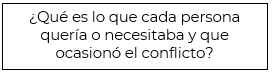 ¿Qué es lo que cada persona
quería o necesitaba y que
ocasionó el conflicto?